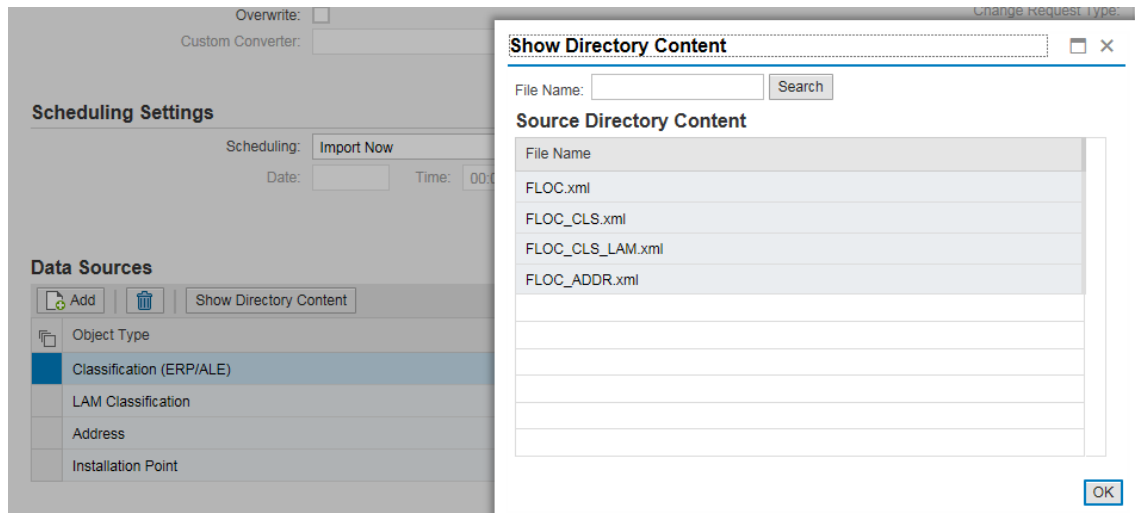 Overwrite:
Change Request Type:
Custom Converter:
Show Directory Content
File Name:
Search
Scheduling Settings
Source Directory Content
Scheduling:
Import Now
File Name
Date:
Time:
FLOC.xml
FLOC_CLS.xml
FLOC_CLS_LAM.xml
Data Sources
FLOC_ADDR.xml
Add
Show Directory Content
Object Type
Classification (ERP/ALE)
LAM Classification
Address
Installation Point
OK